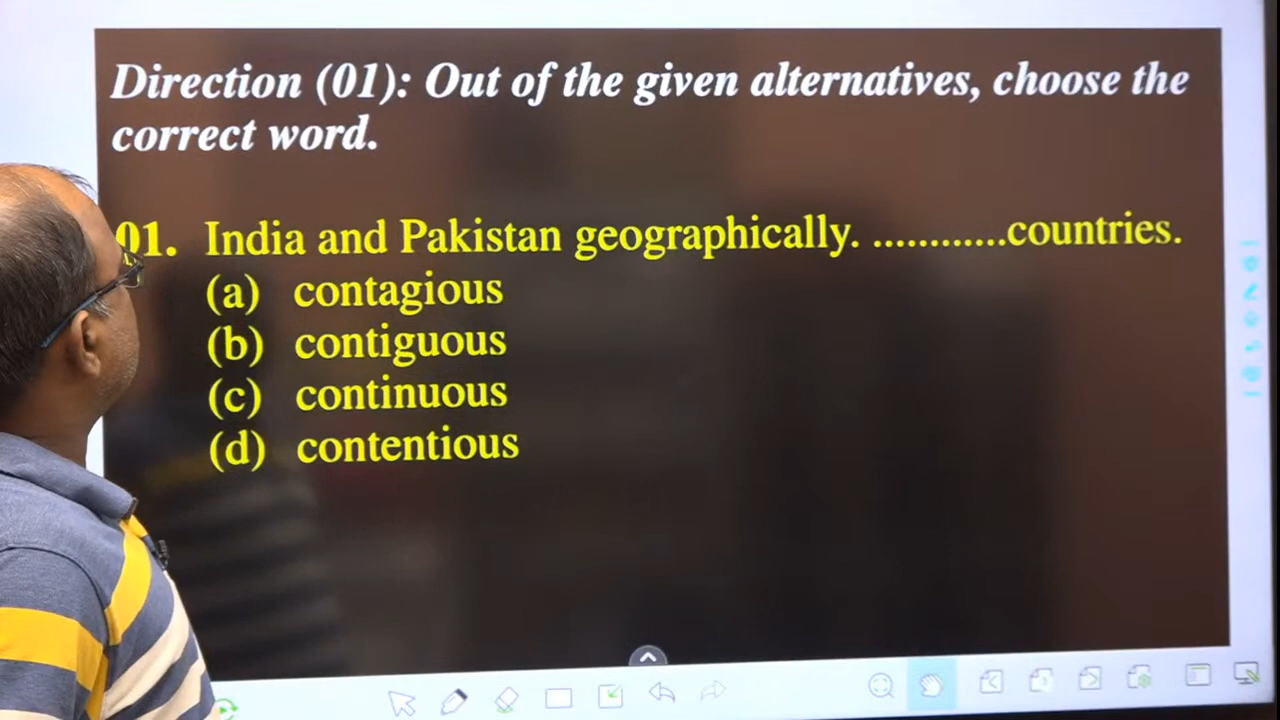 Direction (01): Out of the given alternatives, choose the
correct word.
01. India and Pakistan geographically. ............countries.
(a) contagious
(b) contiguous
(c) continuous
(d) contentious